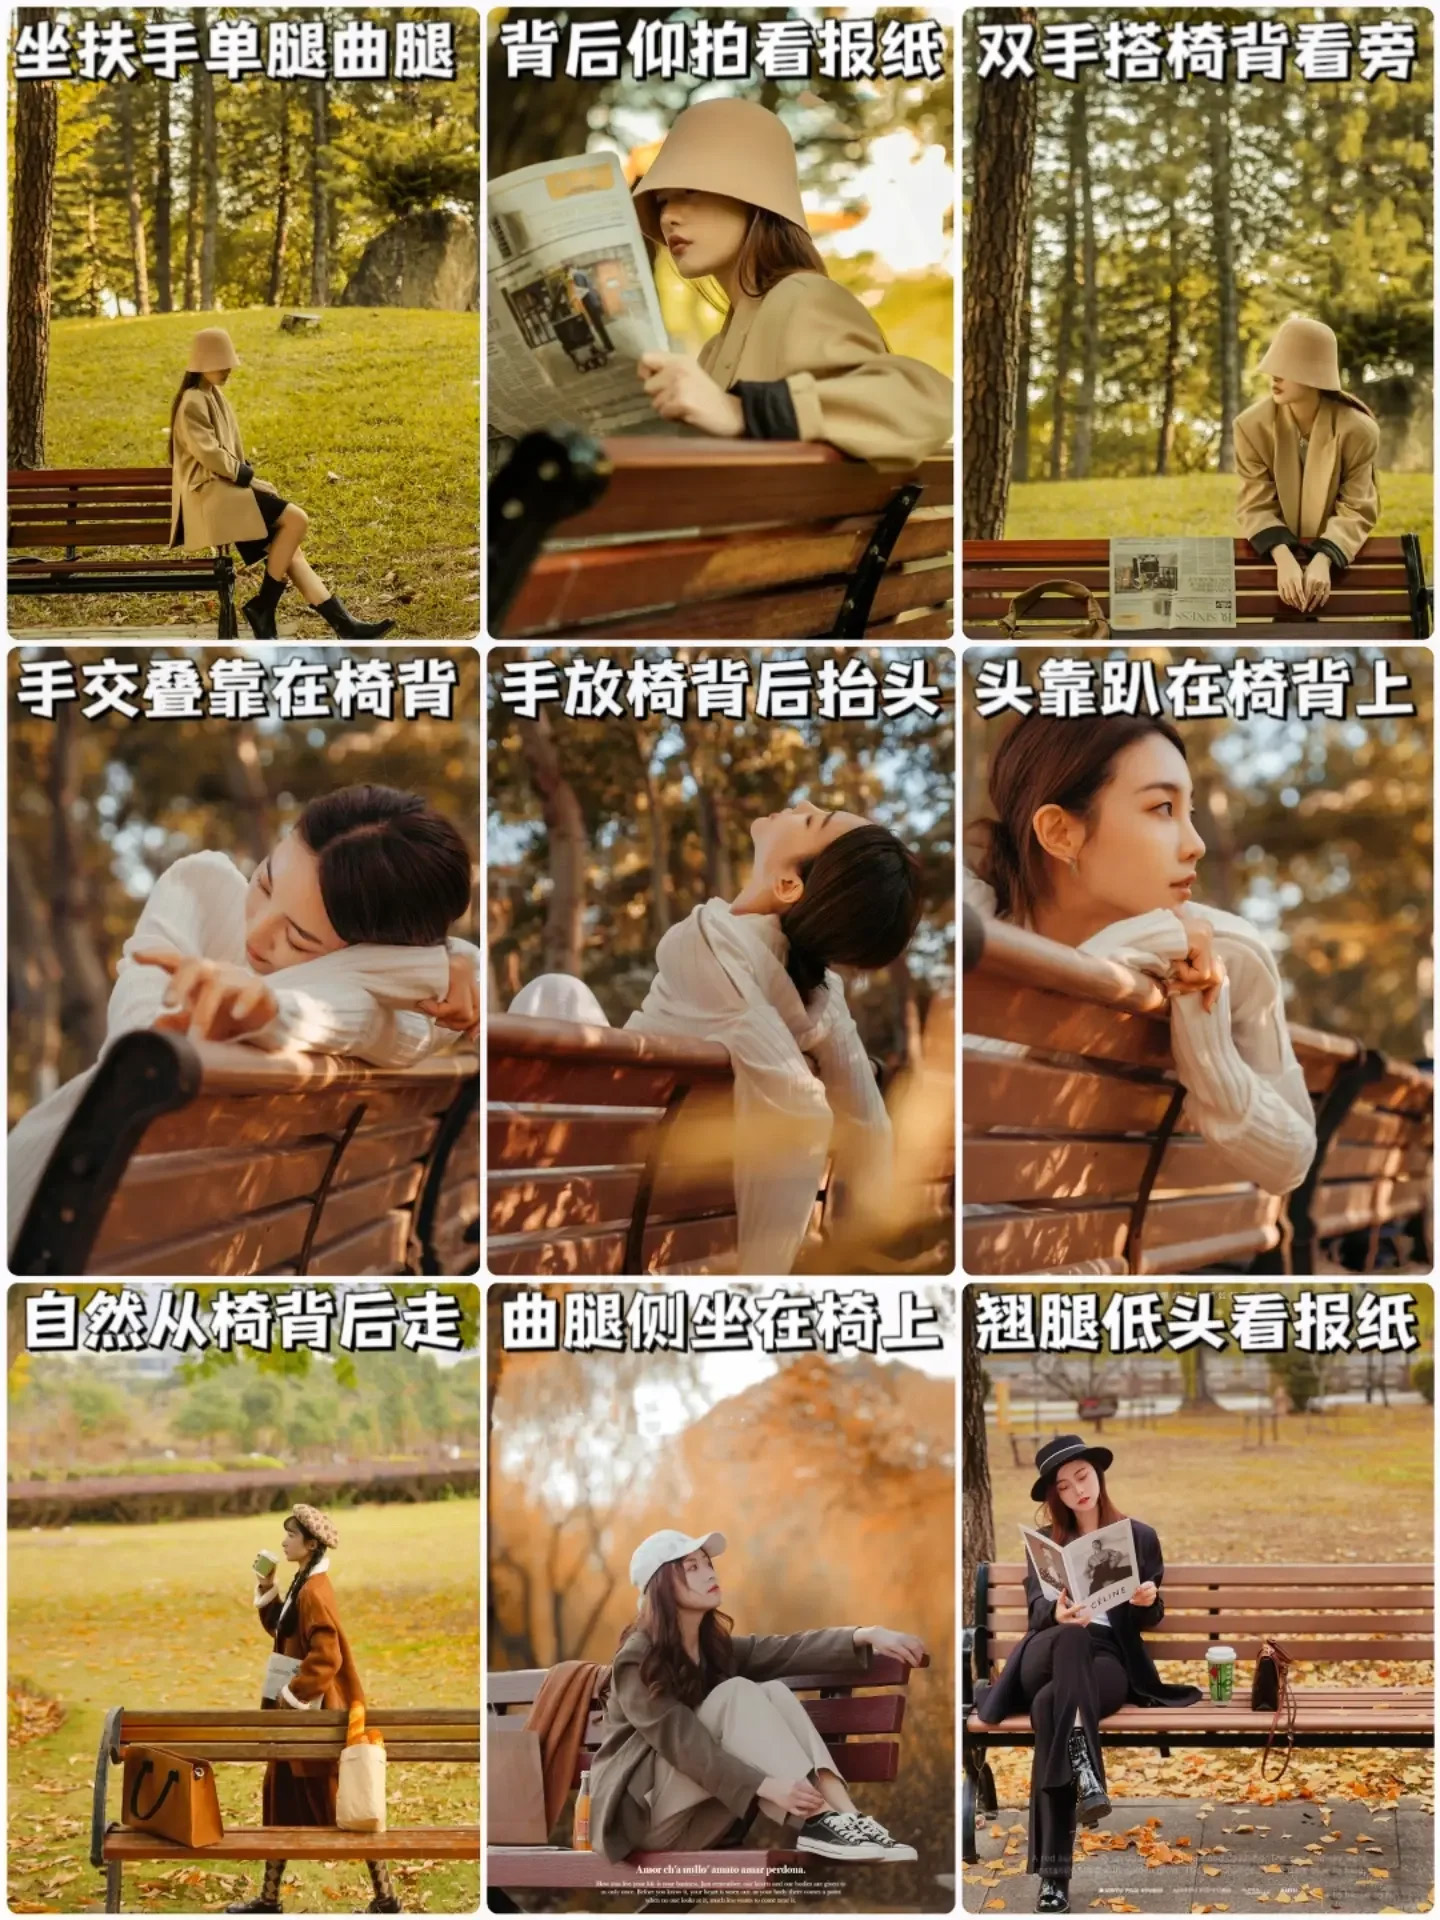 坐扶手单腿曲腿
背后仰拍看报纸
双手搭椅背看旁
BUSINESS
手交叠靠在椅背
手放椅背后抬头
头靠趴在椅背上
自然从椅背后走
曲腿侧坐在椅上
Amor ch'a nullo' amato amar perdona.
翘腿低头看报纸
CELINE